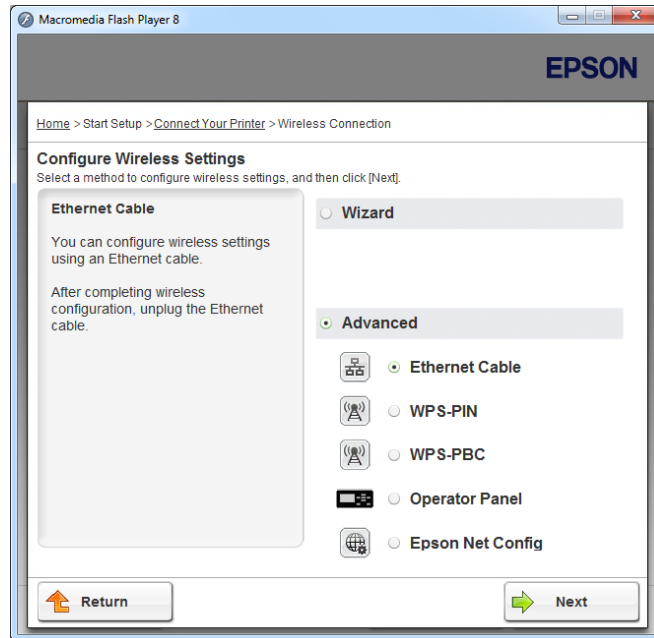 Macromedia Flash Player 8
EPSON
Home > Start Setup > Connect Your Printer > Wireless Connection
Configure Wireless Settings
Select a method to configure wireless settings, and then click [Next].
Ethernet Cable
You can configure wireless settings
using an Ethernet cable.
After completing wireless
configuration, unplug the Ethernet
cable.
Wizard
Advanced
Ethernet Cable
WPS-PIN
WPS-PBC
Operator Panel
Epson Net Config
Return
Next